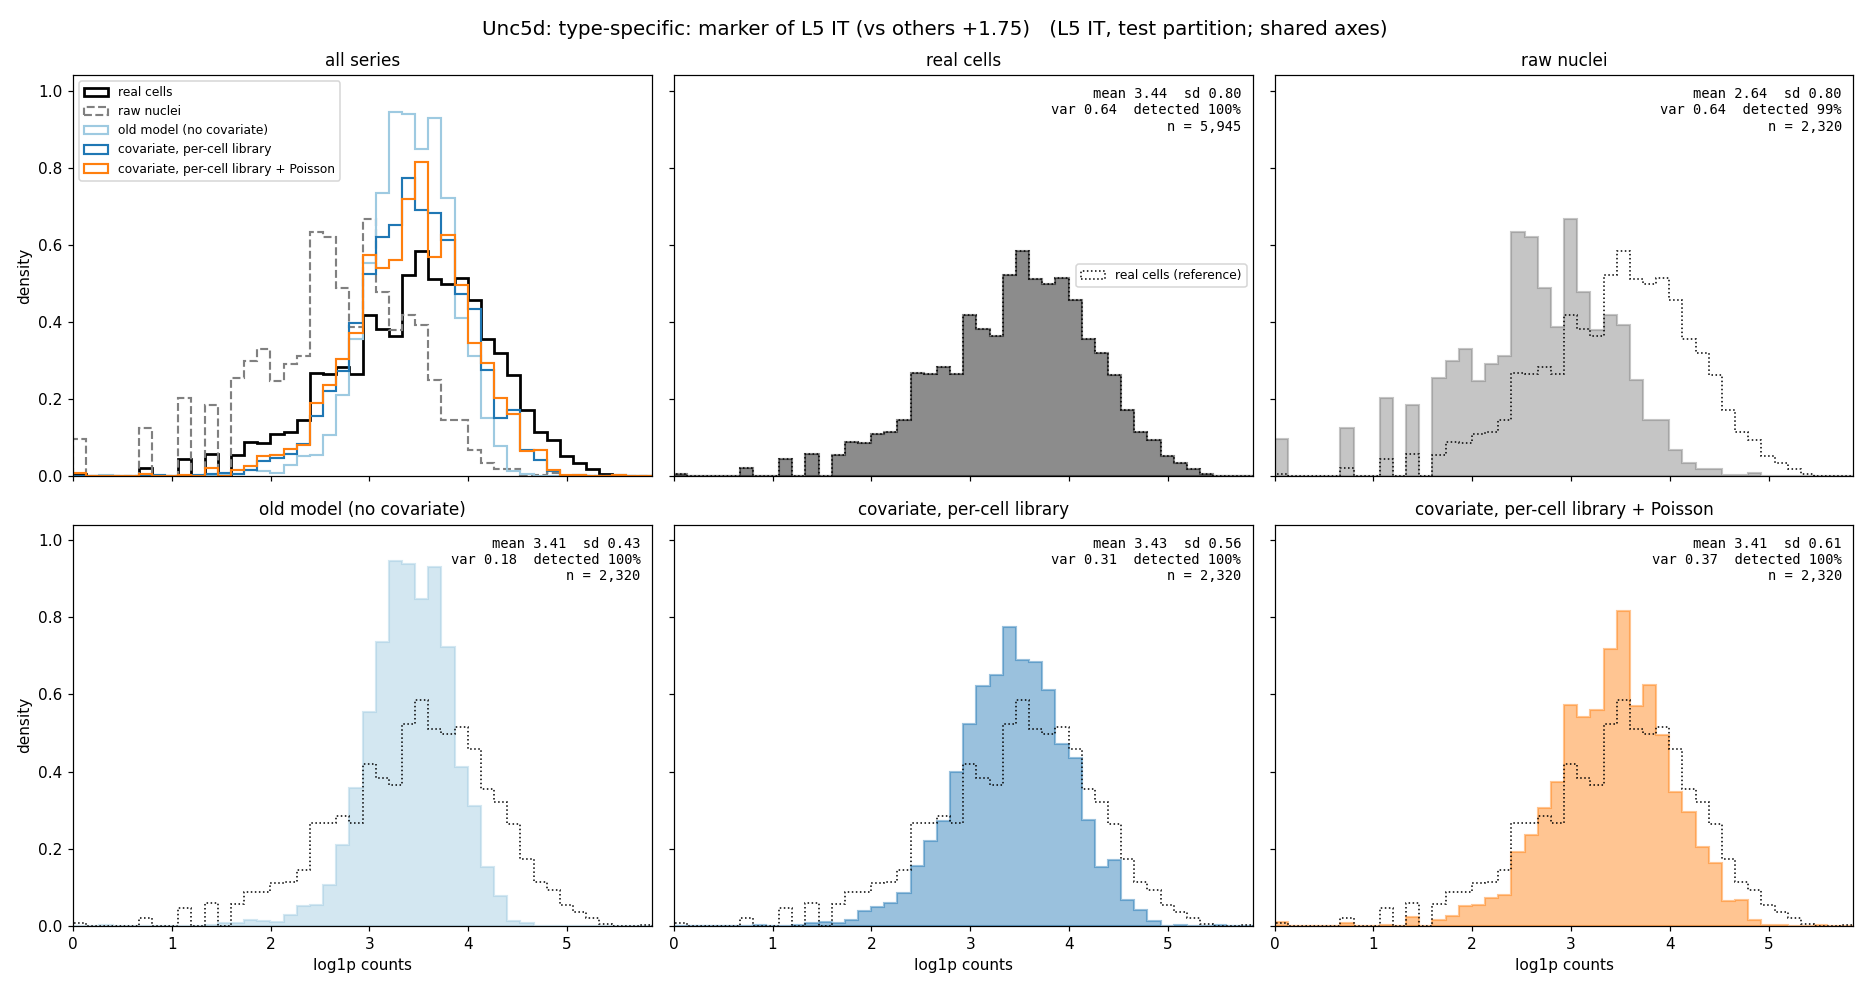 Unc5d: type-specific: marker of L5 IT (vs others +1.75)   (L5 IT, test partition; shared axes)
all series
real cells
raw nuclei
old model (no covariate)
covariate, per-cell library
covariate, per-cell library + Poisson
density
0.0
0.2
0.4
0.6
0.8
1.0
real cells
mean 3.44  sd 0.80
var 0.64  detected 100%
n = 5,945
real cells (reference)
raw nuclei
mean 2.64  sd 0.80
var 0.64  detected 99%
n = 2,320
old model (no covariate)
mean 3.41  sd 0.43
var 0.18  detected 100%
n = 2,320
density
0.0
0.2
0.4
0.6
0.8
1.0
0 1 2 3 4 5
log1p counts
covariate, per-cell library
mean 3.43  sd 0.56
var 0.31  detected 100%
n = 2,320
0 1 2 3 4 5
log1p counts
covariate, per-cell library + Poisson
mean 3.41  sd 0.61
var 0.37  detected 100%
n = 2,320
0 1 2 3 4 5
log1p counts